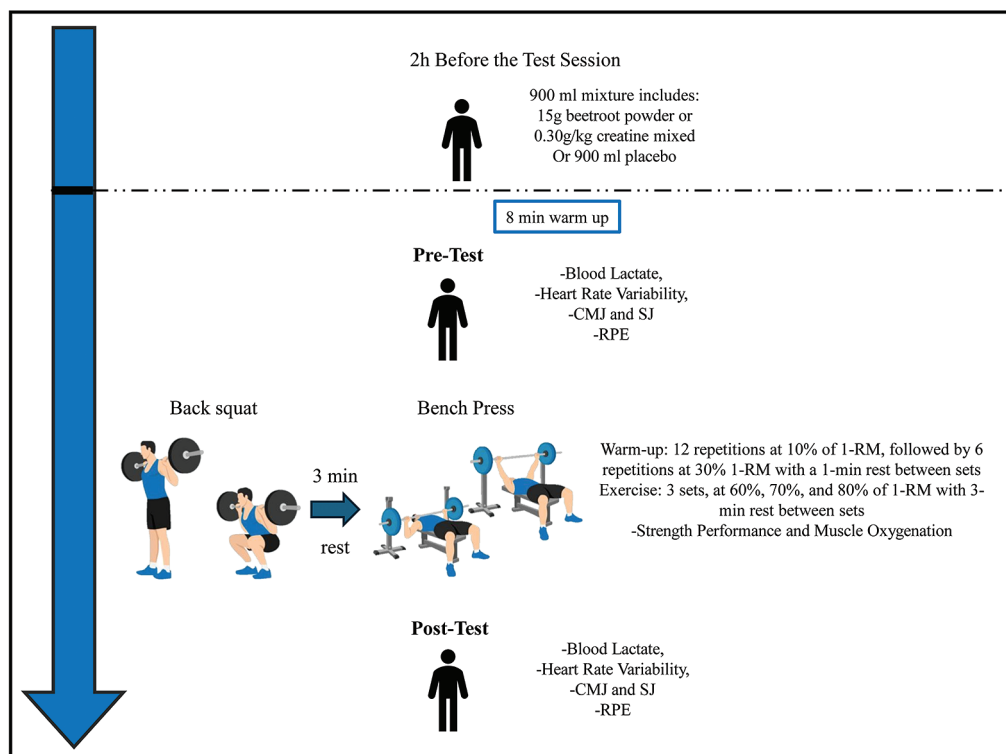 2h Before the Test Session
900 ml mixture includes:
15g beetroot powder or
0.30g/kg creatine mixed
Or 900 ml placebo
8 min warm up
Pre-Test
-Blood Lactate,
-Heart Rate Variability,
-CMJ and SJ
-RPE
Back squat
3 min
rest
Bench Press
Warm-up: 12 repetitions at 10% of 1-RM, followed by 6
repetitions at 30% 1-RM with a 1-min rest between sets
Exercise: 3 sets, at 60%, 70%, and 80% of 1-RM with 3-
min rest between sets
-Strength Performance and Muscle Oxygenation
Post-Test
-Blood Lactate,
-Heart Rate Variability,
-CMJ and SJ
-RPE